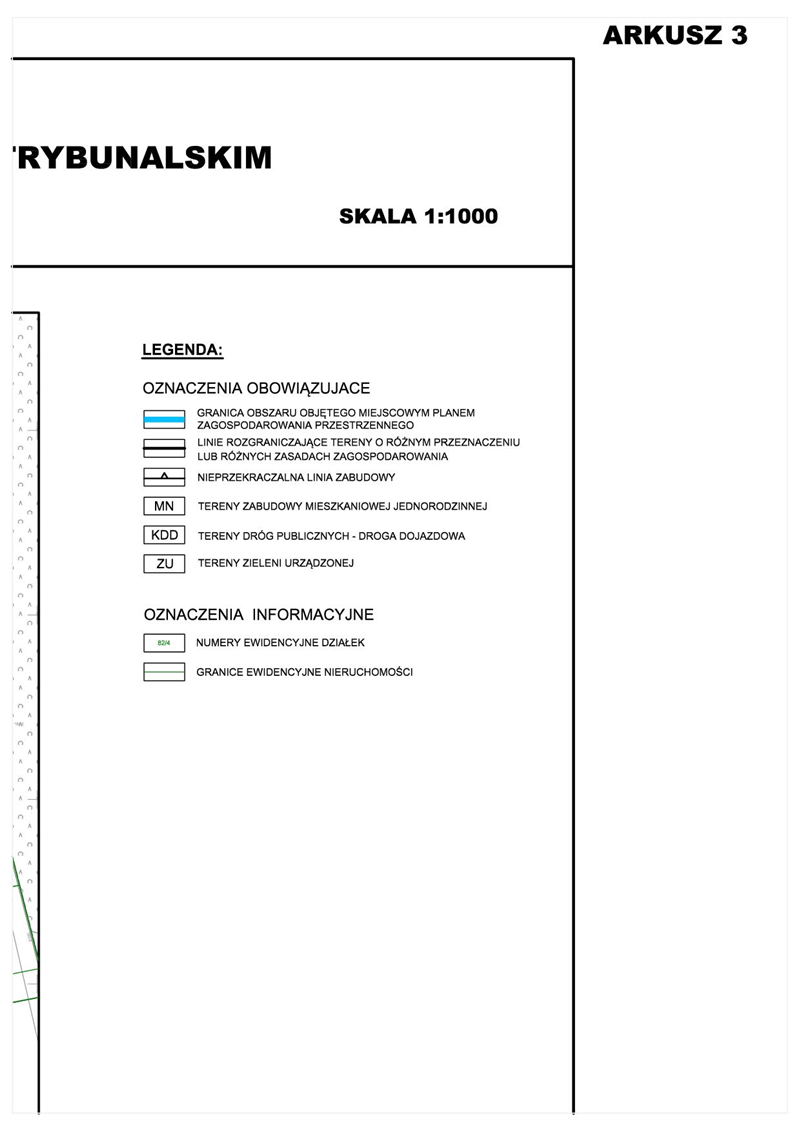 ARKUSZ 3
TRYBUNALSKIM
SKALA 1:1000
LEGENDA:
OZNACZENIA OBOWIĄZUJACE
GRANICA OBSZARU OBJĘTEGO MIEJSCOWYM PLANEM
ZAGOSPODAROWANIA PRZESTRZENNEGO
LINIE ROZGRANICZAJĄCE TERENY O RÓŻNYM PRZEZNACZENIU
LUB RÓŻNYCH ZASADACH ZAGOSPODAROWANIA
NIEPRZEKRACZALNA LINIA ZABUDOWY
MN TERENY ZABUDOWY MIESZKANIOWEJ JEDNORODZINNEJ
KDD TERENY DRÓG PUBLICZNYCH - DROGA DOJAZDOWA
ZU TERENY ZIELENI URZĄDZONEJ
OZNACZENIA INFORMACYJNE
82/4 NUMERY EWIDENCYJNE DZIAŁEK
GRANICE EWIDENCYJNE NIERUCHOMOŚCI